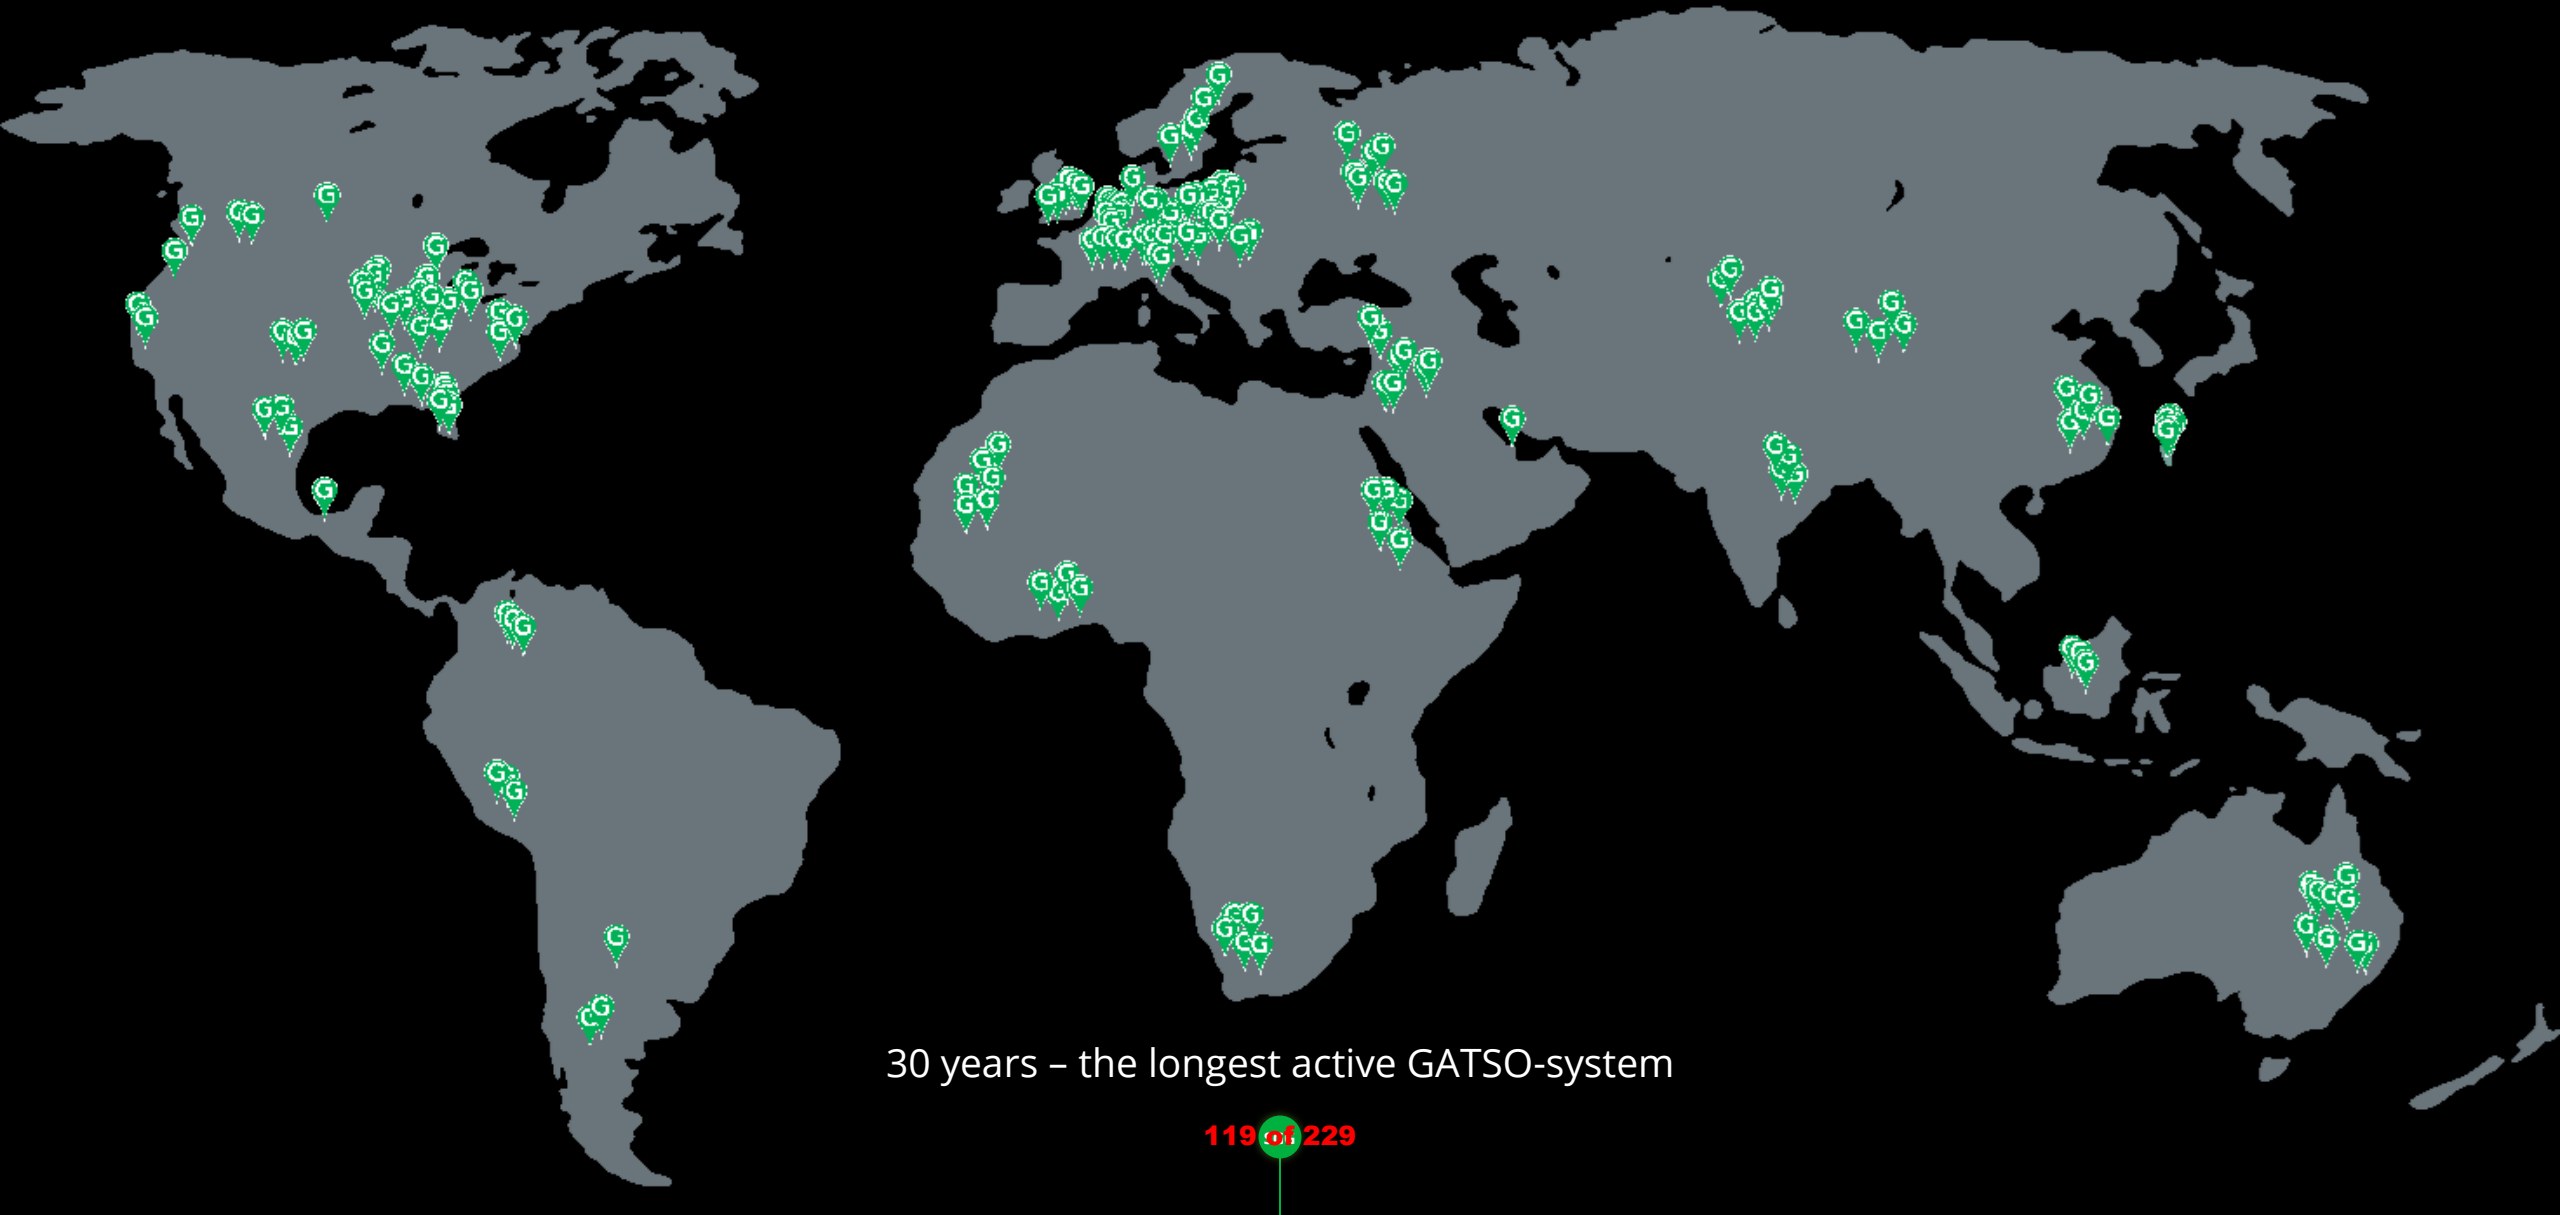 30 years – the longest active GATSO-system
119 of 229